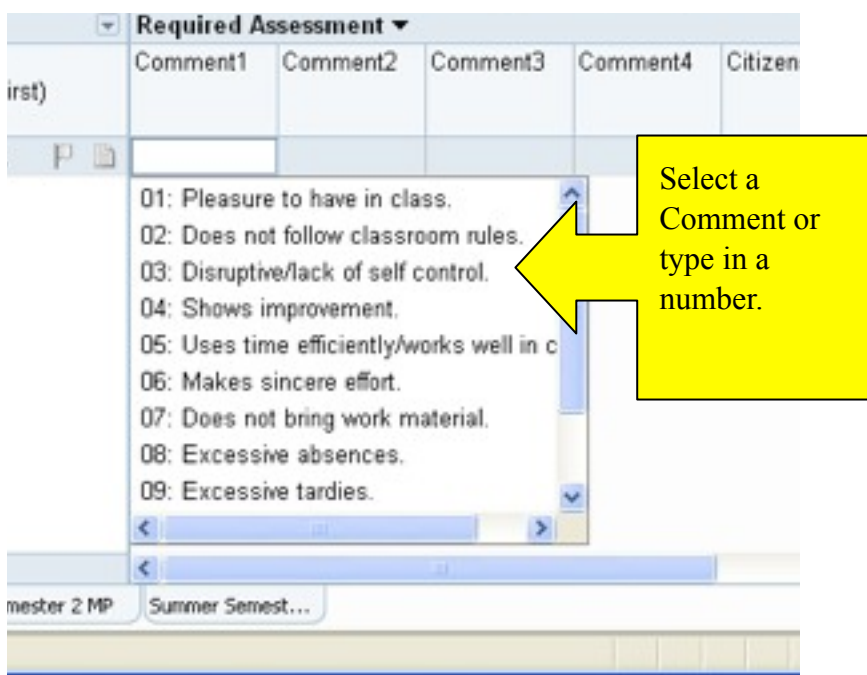 Required Assessment
Comment1 Comment2 Comment3 Comment4 Citizen
irst)
01: Pleasure to have in class.
02: Does not follow classroom rules.
03: Disruptive/lack of self control.
04: Shows improvement.
05: Uses time efficiently/works well in c
06: Makes sincere effort.
07: Does not bring work material.
08: Excessive absences.
09: Excessive tardies.
Select a
Comment or
type in a
number.
mester 2 MP Summer Semest...